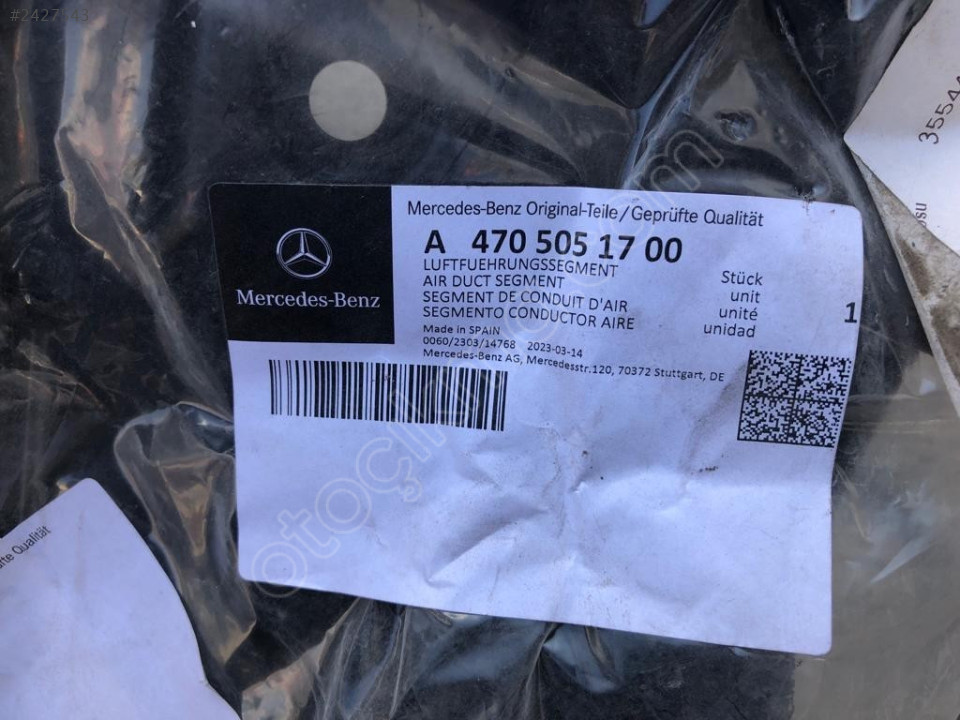 Mercedes-Benz Original-Teile/Geprüfte Qualität
A 470 505 17 00
LUFTFUEHRUNGSSEGMENT
AIR DUCT SEGMENT
SEGMENT DE CONDUIT D'AIR
SEGMENTO CONDUCTOR AIRE
Stück
unit
unité
unidad
1
Made in SPAIN
0060/2303/14768 2023-03-14
Mercedes-Benz AG, Mercedesstr.120, 70372 Stuttgart, DE
Mercedes-Benz
Qualität